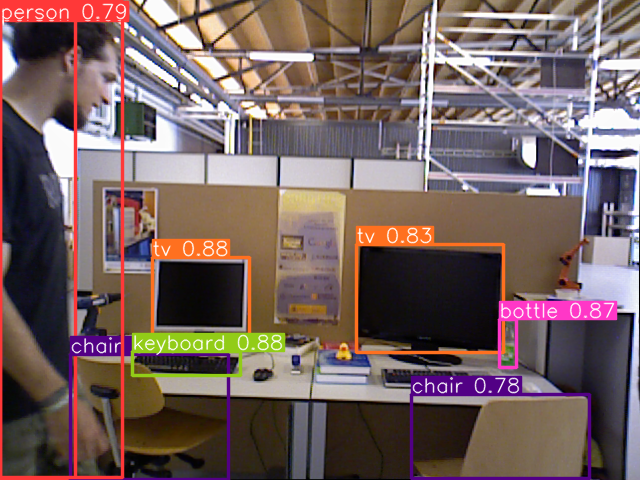 person 0.79
tv 0.88
tv 0.83
bottle 0.87
keyboard 0.88
chair
chair 0.78